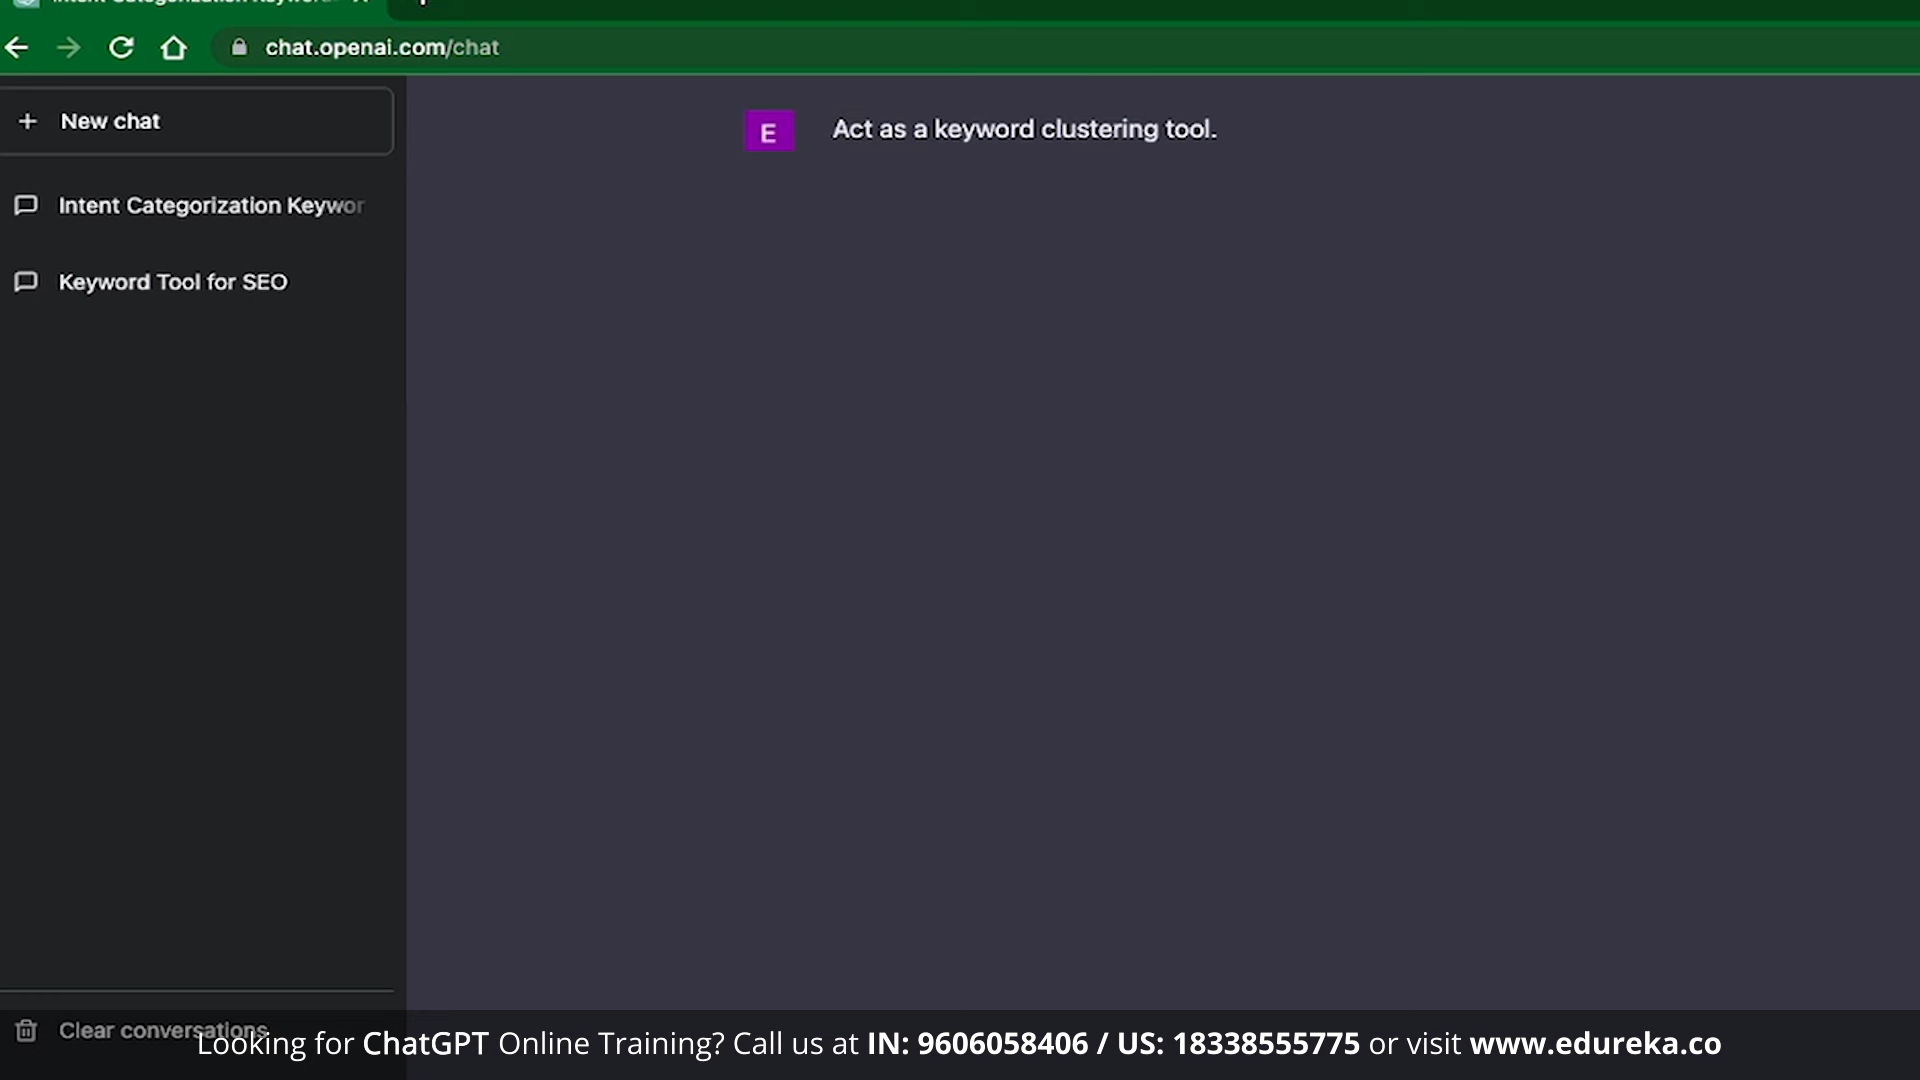 chat.openai.com/chat
New chat
E
Act as a keyword clustering tool.
Intent Categorization Keywor
Keyword Tool for SEO
Clear conversations
Looking for ChatGPT Online Training? Call us at IN: 9606058406 / US: 18338555775 or visit www.edureka.co